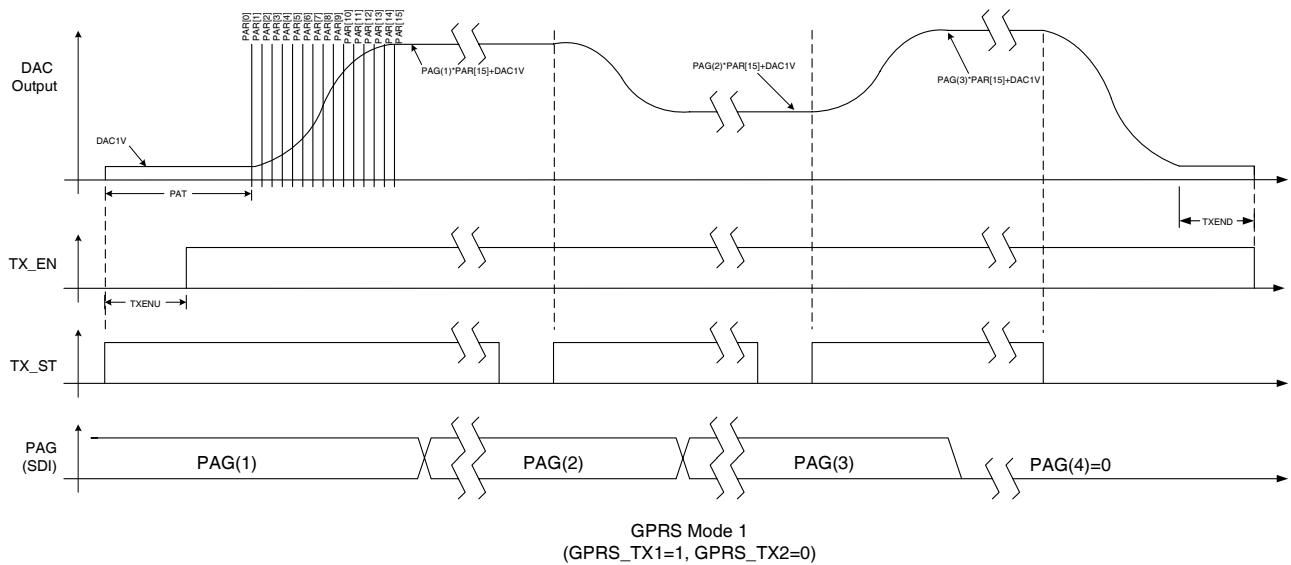 PAR[0]
PAR[1]
PAR[2]
PAR[3]
PAR[4]
PAR[5]
PAR[6]
PAR[7]
PAR[8]
PAR[9]
PAR[10]
PAR[11]
PAR[12]
PAR[13]
PAR[14]
PAR[15]
DAC
Output
PAG(1)*PAR[15]+DAC1V
PAG(2)*PAR[15]+DAC1V
PAG(3)*PAR[15]+DAC1V
DAC1V
PAT
TXEND
TX_EN
TXENU
TX_ST
PAG
(SDI)
PAG(1)
PAG(2)
PAG(3)
PAG(4)=0
GPRS Mode 1
(GPRS_TX1=1, GPRS_TX2=0)